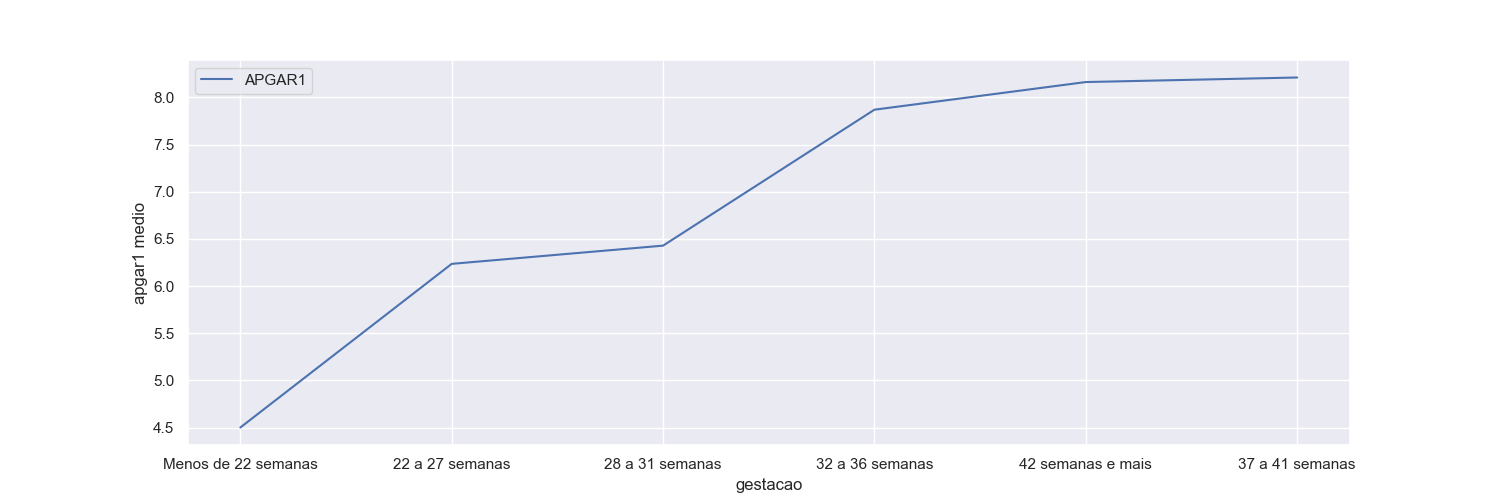 APGAR1
8.0
7.5
7.0
6.5
6.0
5.5
5.0
4.5
apgar1 medio
Menos de 22 semanas
22 a 27 semanas
28 a 31 semanas
32 a 36 semanas
42 semanas e mais
37 a 41 semanas
gestacao